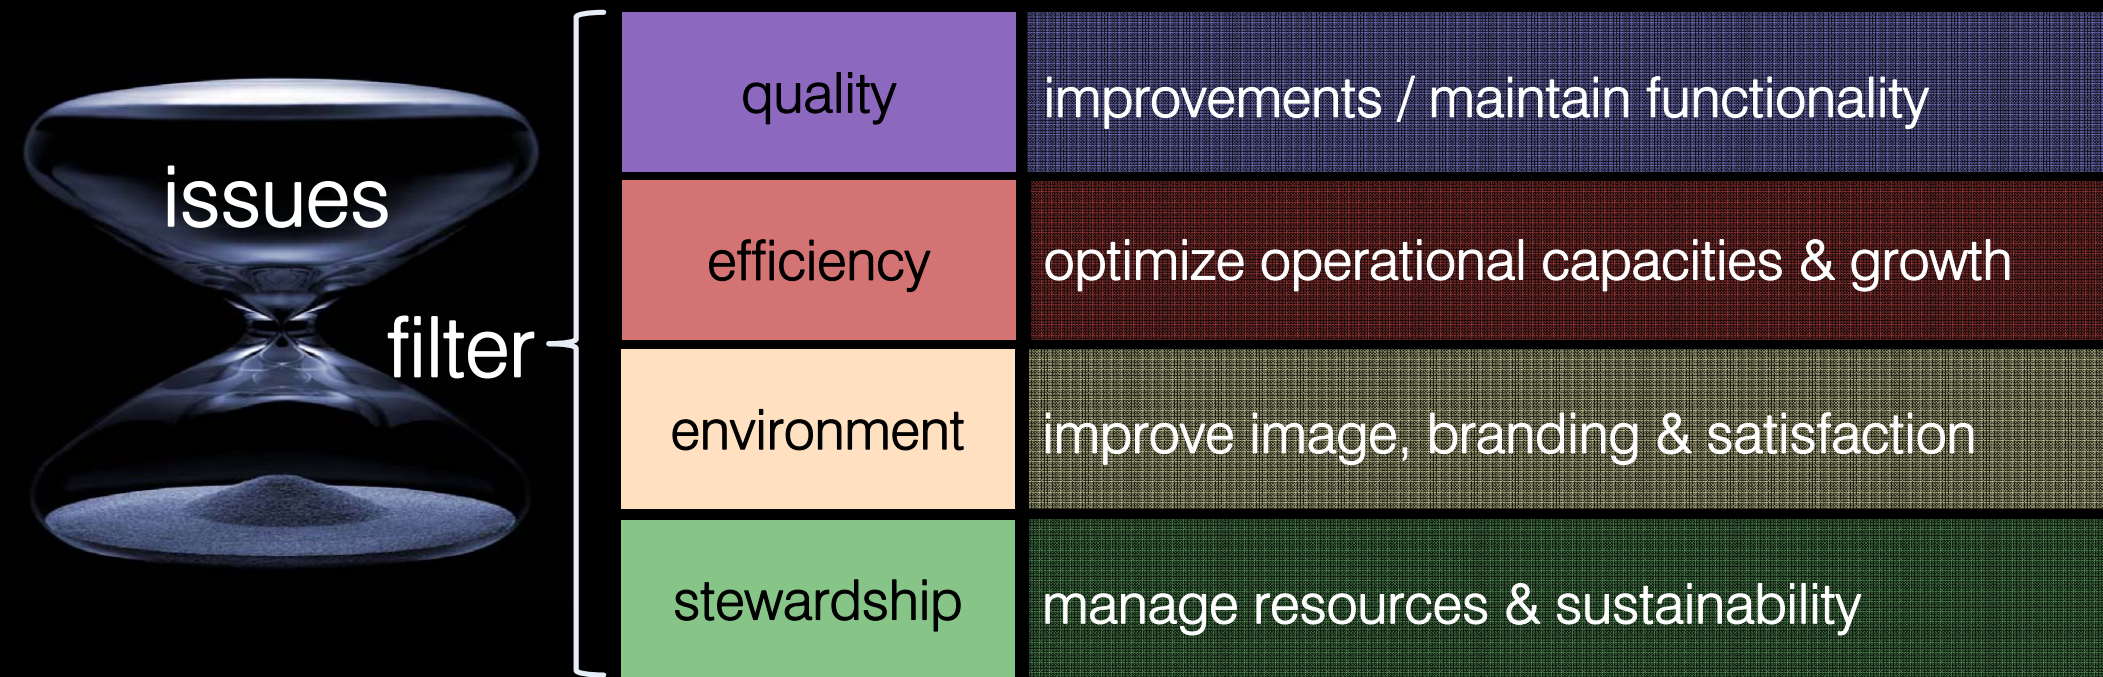 issues
filter
quality
improvements / maintain functionality
efficiency
optimize operational capacities & growth
environment
improve image, branding & satisfaction
stewardship
manage resources & sustainability